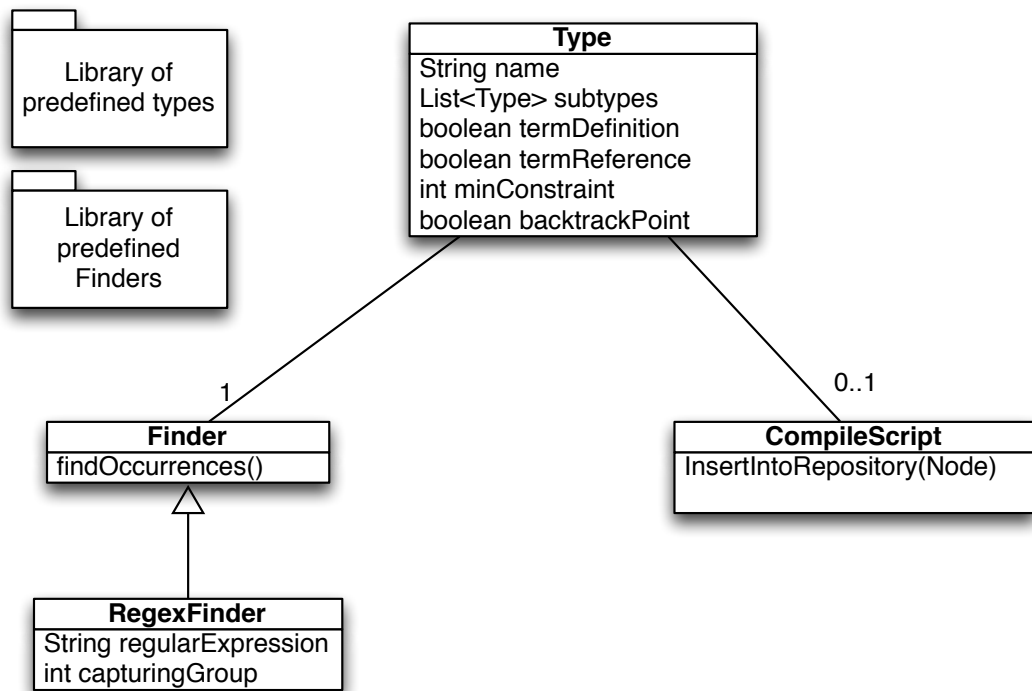 Library of
predefined types
Library of
predefined
Finders
Type
String name
List<Type> subtypes
boolean termDefinition
boolean termReference
int minConstraint
boolean backtrackPoint
1
0..1
Finder
findOccurrences()
CompileScript
InsertIntoRepository(Node)
RegexFinder
String regularExpression
int capturingGroup